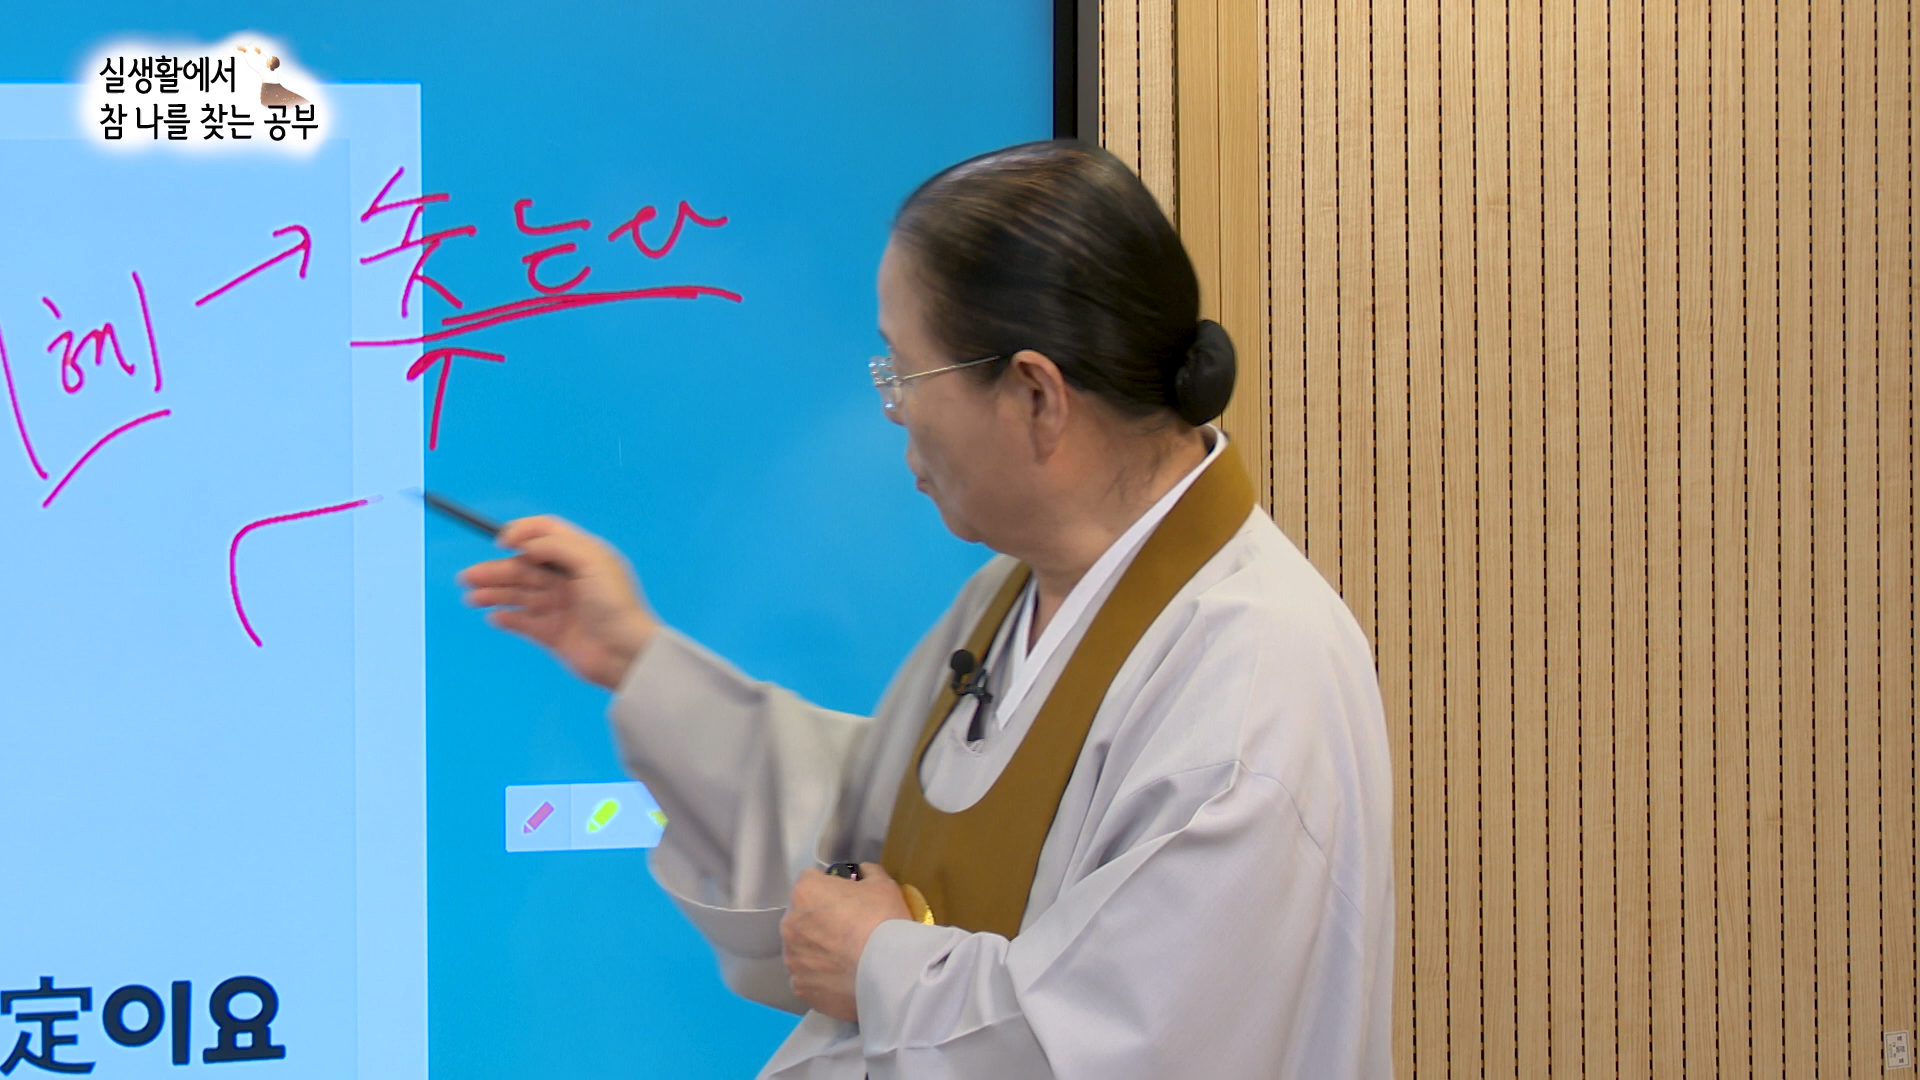 실생활에서
참 나를 찾는 공부
혜
솟는다
定이요